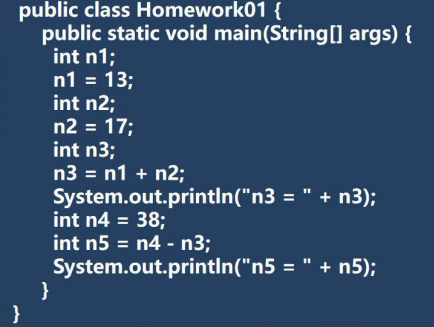 public class Homework01 {
public static void main(String[] args) {
int n1;
n1 = 13;
int n2;
n2 = 17;
int n3;
n3 = n1 + n2;
System.out.println("n3 = " + n3);
int n4 = 38;
int n5 = n4 - n3;
System.out.println("n5 = " + n5);
}
}